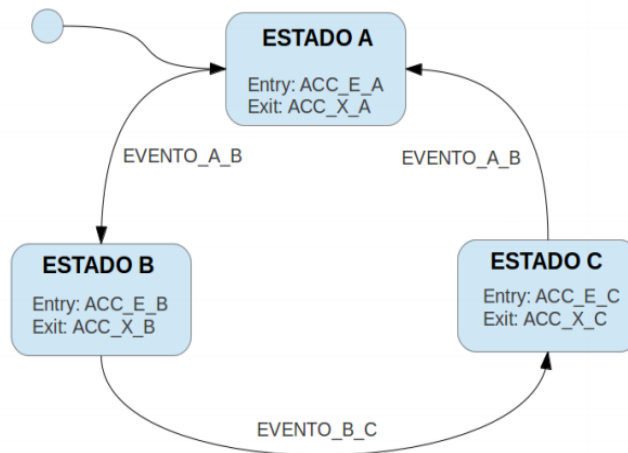 ESTADO A
Entry: ACC_E_A
Exit: ACC_X_A
EVENTO_A_B
EVENTO_A_B
ESTADO B
Entry: ACC_E_B
Exit: ACC_X_B
ESTADO C
Entry: ACC_E_C
Exit: ACC_X_C
EVENTO_B_C